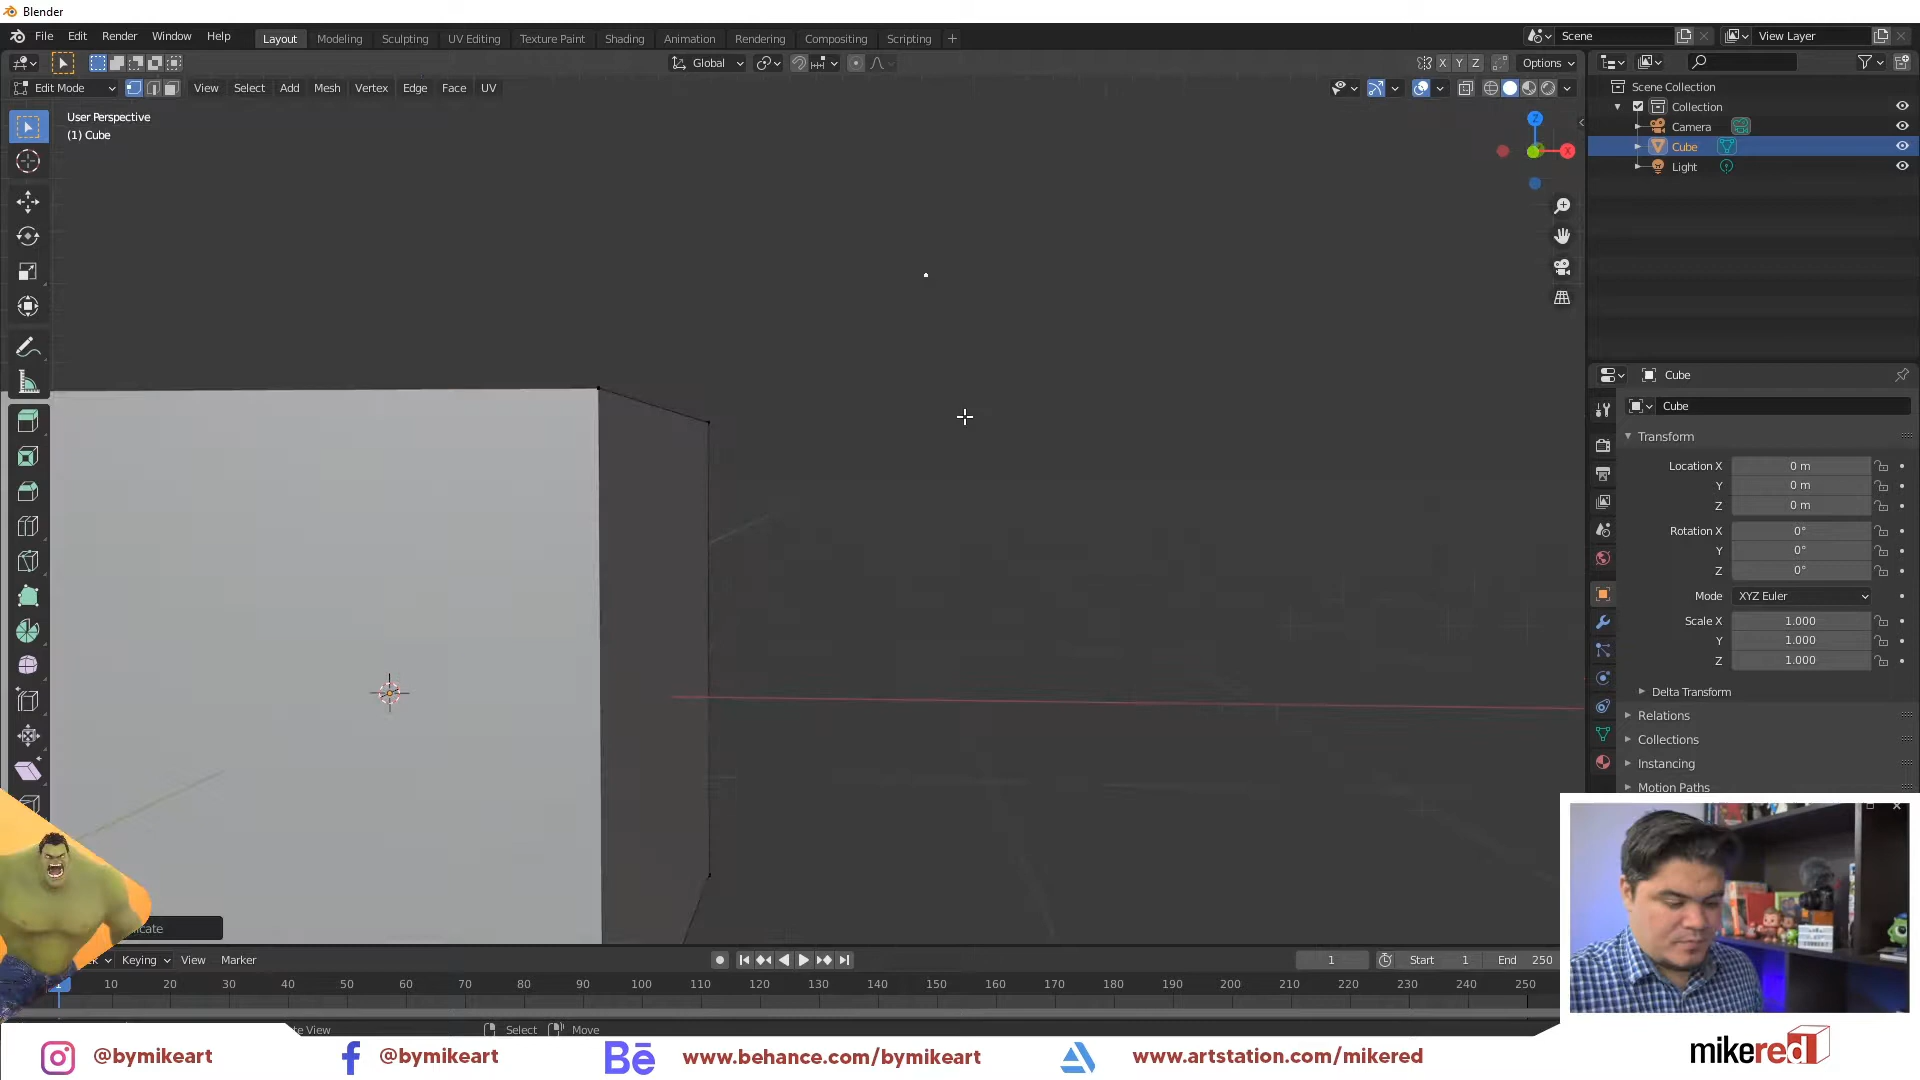 Blender
File Edit Render Window Help Layout Modeling Sculpting UV Editing Texture Paint Shading Animation Rendering Compositing Scripting + Scene View Layer
Global X Y Z Options
Edit Mode View Select Add Mesh Vertex Edge Face UV
User Perspective
(1) Cube
Z
X
Scene Collection
Collection
Camera
Cube
Light
Cube
Cube
Transform
Location X 0 m
Y 0 m
Z 0 m
Rotation X 0°
Y 0°
Z 0°
Mode XYZ Euler
Scale X 1.000
Y 1.000
Z 1.000
Delta Transform
Relations
Collections
Instancing
Motion Paths
Keying View Marker 1 Start 1 End 250
1 10 20 30 40 50 60 70 80 90 100 110 120 130 140 150 160 170 180 190 200 210 220 230 240 250
View Select Move
@bymikeart @bymikeart Bē www.behance.com/bymikeart www.artstation.com/mikered mikered